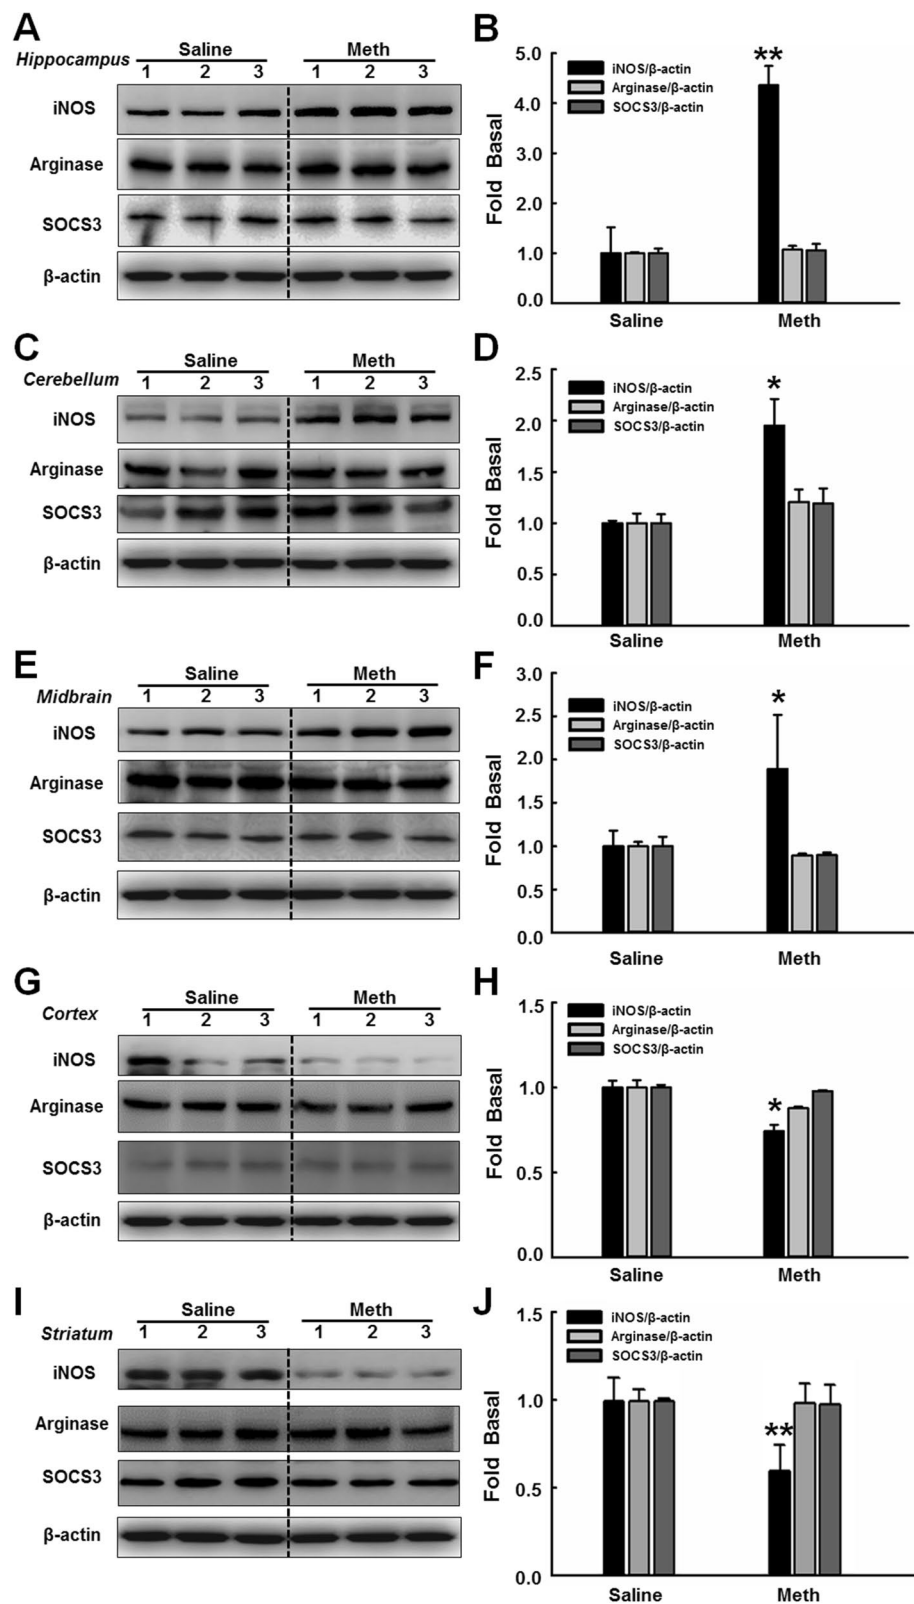 A
Saline Meth
Hippocampus 1 2 3 1 2 3
iNOS
Arginase
SOCS3
β-actin
B
5.0
4.0
3.0
2.0
1.0
0.0
Fold Basal
iNOS/β-actin
Arginase/β-actin
SOCS3/β-actin
**
Saline Meth
C
Saline Meth
Cerebellum 1 2 3 1 2 3
iNOS
Arginase
SOCS3
β-actin
D
2.5
2.0
1.5
1.0
0.5
0.0
Fold Basal
iNOS/β-actin
Arginase/β-actin
SOCS3/β-actin
*
Saline Meth
E
Saline Meth
Midbrain 1 2 3 1 2 3
iNOS
Arginase
SOCS3
β-actin
F
3.0
2.5
2.0
1.5
1.0
0.5
0.0
Fold Basal
iNOS/β-actin
Arginase/β-actin
SOCS3/β-actin
*
Saline Meth
G
Saline Meth
Cortex 1 2 3 1 2 3
iNOS
Arginase
SOCS3
β-actin
H
1.5
1.0
0.5
0.0
Fold Basal
iNOS/β-actin
Arginase/β-actin
SOCS3/β-actin
*
Saline Meth
I
Saline Meth
Striatum 1 2 3 1 2 3
iNOS
Arginase
SOCS3
β-actin
J
1.5
1.0
0.5
0.0
Fold Basal
iNOS/β-actin
Arginase/β-actin
SOCS3/β-actin
**
Saline Meth